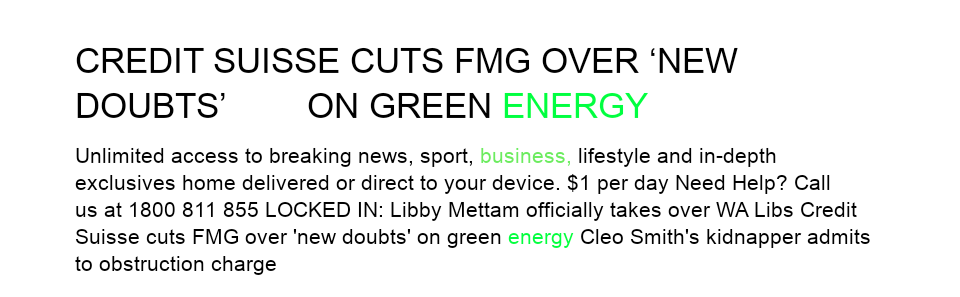 CREDIT SUISSE CUTS FMG OVER ‘NEW
DOUBTS’ ON GREEN ENERGY
Unlimited access to breaking news, sport, business, lifestyle and in-depth
exclusives home delivered or direct to your device. $1 per day Need Help? Call
us at 1800 811 855 LOCKED IN: Libby Mettam officially takes over WA Libs Credit
Suisse cuts FMG over 'new doubts' on green energy Cleo Smith's kidnapper admits
to obstruction charge